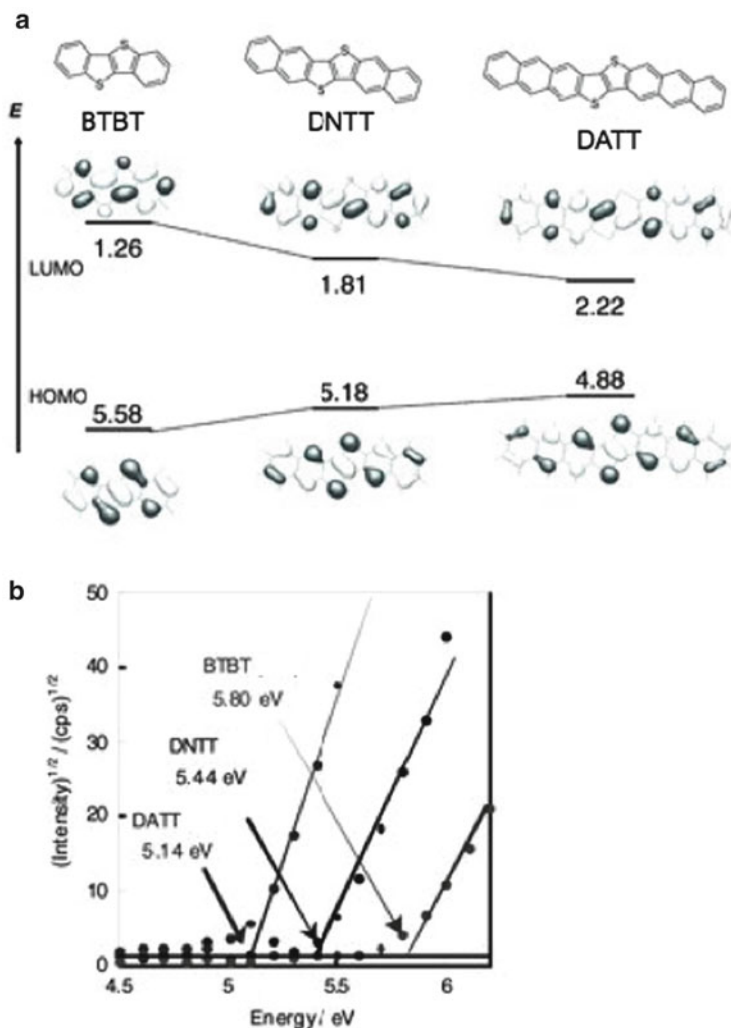 a
S
S
BTBT
S
S
DNTT
S
S
DATT
E
LUMO
1.26
1.81
2.22
HOMO
5.58
5.18
4.88
b
(Intensity)^1/2 / (cps)^1/2
50
40
30
20
10
0
BTBT
5.80 eV
DNTT
5.44 eV
DATT
5.14 eV
4.5
5
5.5
6
Energy/ eV